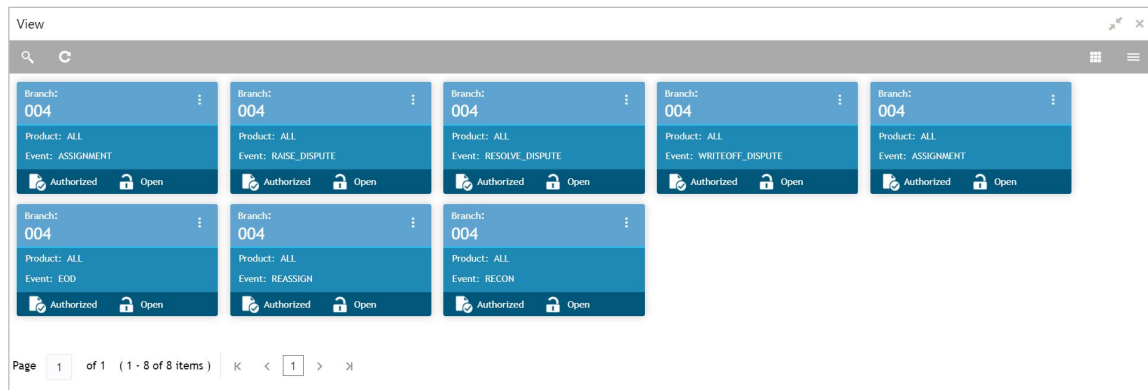 View
Branch:
004
Product: ALL
Event: ASSIGNMENT
Authorized Open
Branch:
004
Product: ALL
Event: RAISE_DISPUTE
Authorized Open
Branch:
004
Product: ALL
Event: RESOLVE_DISPUTE
Authorized Open
Branch:
004
Product: ALL
Event: WRITEOFF_DISPUTE
Authorized Open
Branch:
004
Product: ALL
Event: ASSIGNMENT
Authorized Open
Branch:
004
Product: ALL
Event: EOD
Authorized Open
Branch:
004
Product: ALL
Event: REASSIGN
Authorized Open
Branch:
004
Product: ALL
Event: RECON
Authorized Open
Page 1 of 1 ( 1 - 8 of 8 items ) 1